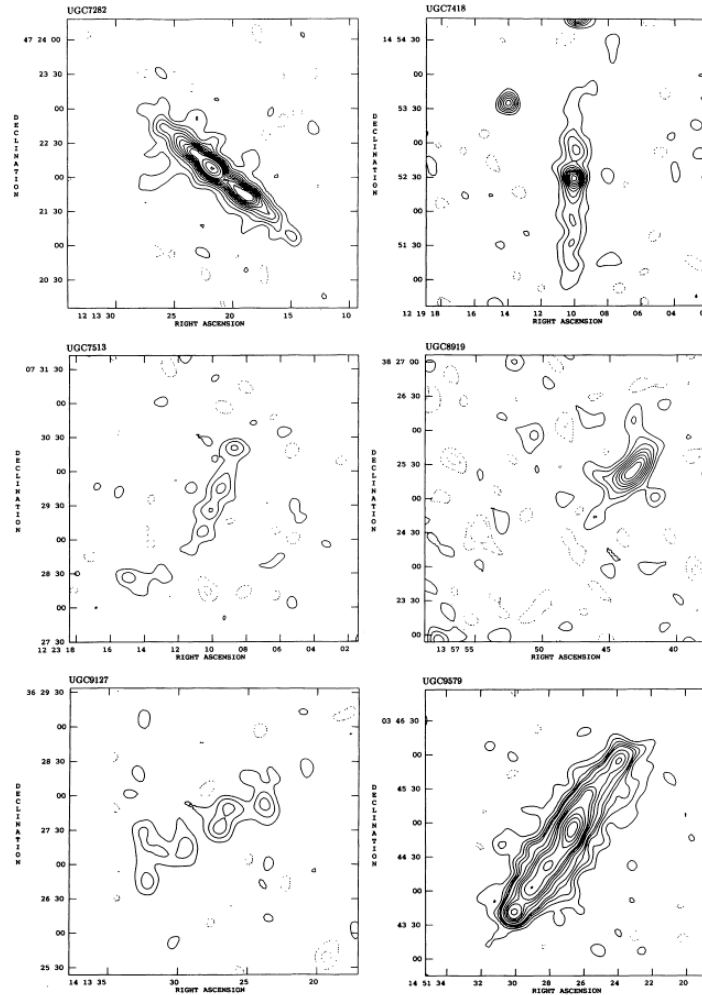 UGC7282
47 24 00
23 30
00
22 30
00
21 30
00
20 30
DECLINATION
12 13 30 25 20 15 10
RIGHT ASCENSION
UGC7418
14 54 30
00
53 30
00
52 30
00
51 30
00
DECLINATION
12 19 18 16 14 12 10 08 06 04
RIGHT ASCENSION
UGC7513
07 31 30
00
30 30
00
29 30
00
28 30
00
27 30
DECLINATION
12 23 18 16 14 12 10 08 06 04 02
RIGHT ASCENSION
UGC8919
38 27 00
26 30
00
25 30
00
24 30
00
23 30
00
DECLINATION
13 57 55 50 45 40
RIGHT ASCENSION
UGC9127
36 29 30
00
28 30
00
27 30
00
26 30
00
25 30
DECLINATION
14 13 35 30 25 20
RIGHT ASCENSION
UGC9579
03 46 30
00
45 30
00
44 30
00
43 30
00
DECLINATION
14 51 34 32 30 28 26 24 22 20
RIGHT ASCENSION